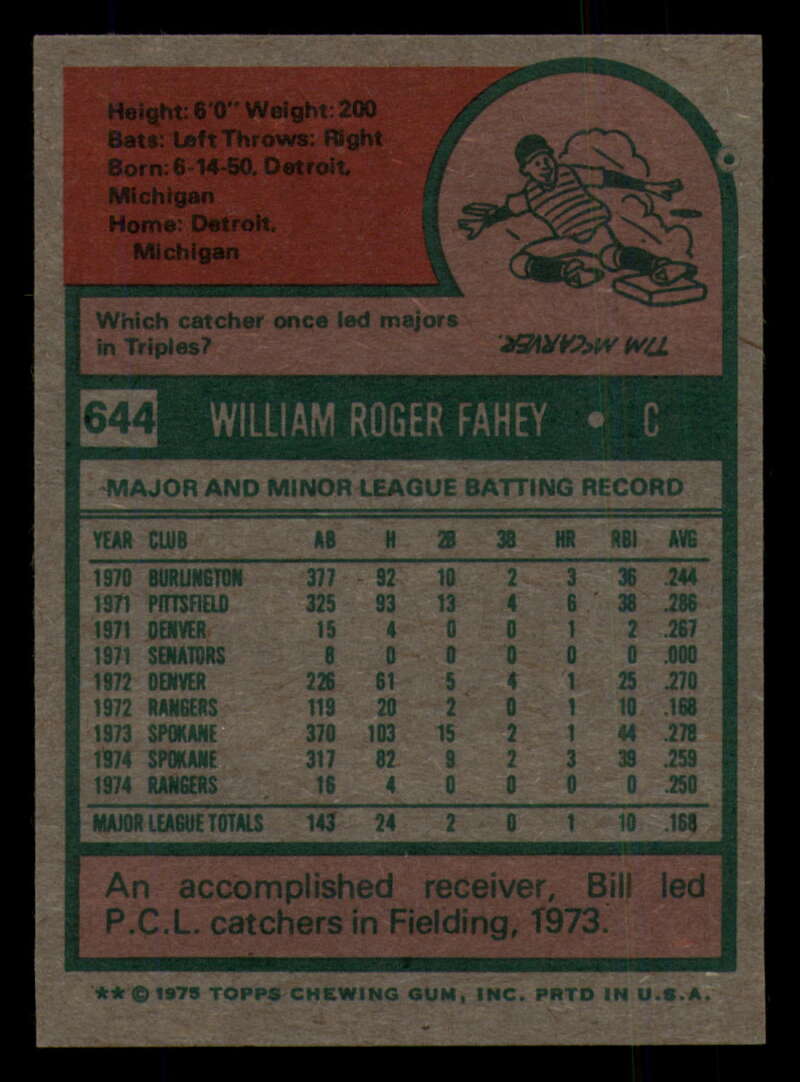 Height: 6'0" Weight: 200
Bats: Left Throws: Right
Born: 6-14-50, Detroit,
Michigan
Home: Detroit,
Michigan
Which catcher once led majors
in Triples?
TIM McCARVER.
644 WILLIAM ROGER FAHEY • C
MAJOR AND MINOR LEAGUE BATTING RECORD
YEAR CLUB AB H 2B 3B HR RBI AVG
1970 BURLINGTON 377 92 10 2 3 36 .244
1971 PITTSFIELD 325 93 13 4 6 38 .286
1971 DENVER 15 4 0 0 1 2 .267
1971 SENATORS 8 0 0 0 0 0 .000
1972 DENVER 226 61 5 4 1 25 .270
1972 RANGERS 119 20 2 0 1 10 .168
1973 SPOKANE 370 103 15 2 1 44 .278
1974 SPOKANE 317 82 9 2 3 39 .259
1974 RANGERS 16 4 0 0 0 0 .250
MAJOR LEAGUE TOTALS 143 24 2 0 1 10 .168
An accomplished receiver, Bill led
P.C.L. catchers in Fielding, 1973.
** © 1975 TOPPS CHEWING GUM, INC. PRTD IN U.S.A.